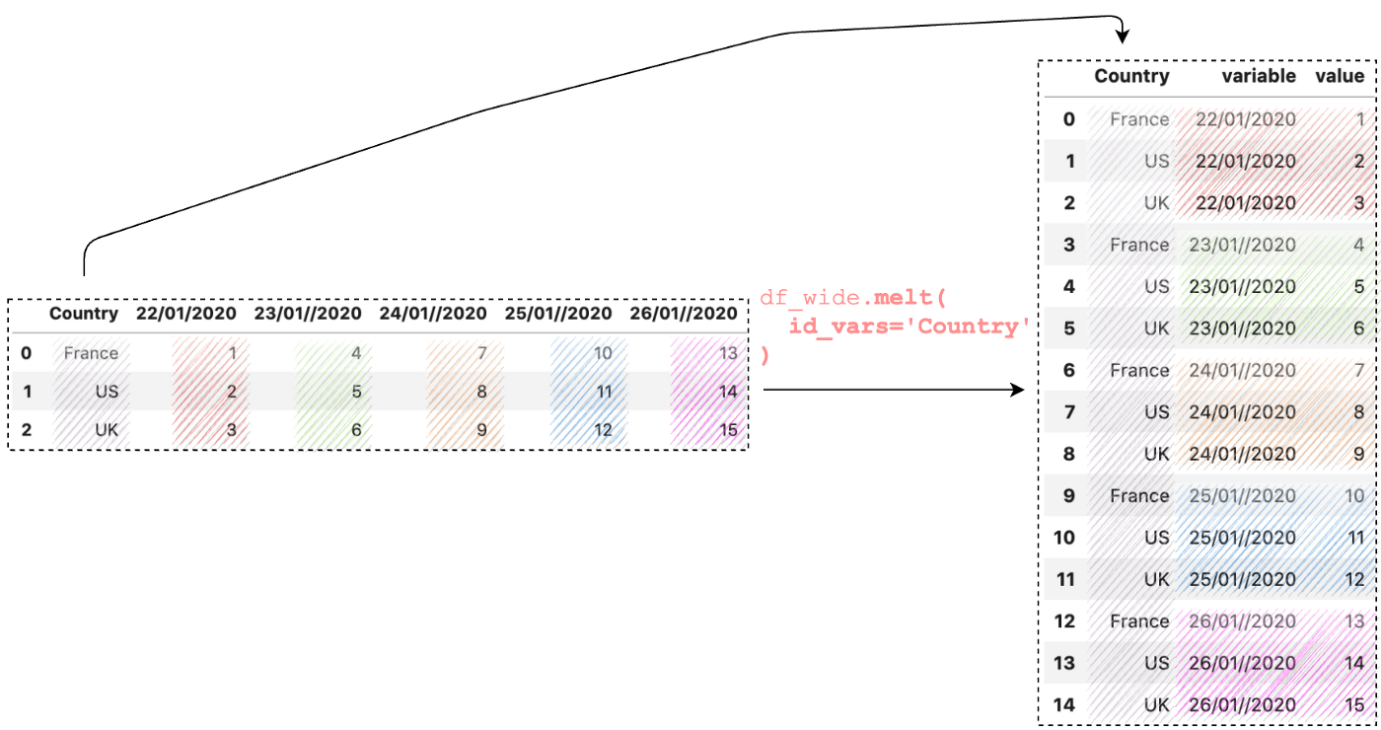 Country 22/01/2020 23/01//2020 24/01//2020 25/01//2020 26/01//2020
0 France 1 4 7 10 13
1 US 2 5 8 11 14
2 UK 3 6 9 12 15
df_wide.melt(
id_vars='Country'
)
Country variable value
0 France 22/01/2020 1
1 US 22/01/2020 2
2 UK 22/01/2020 3
3 France 23/01//2020 4
4 US 23/01//2020 5
5 UK 23/01//2020 6
6 France 24/01//2020 7
7 US 24/01//2020 8
8 UK 24/01//2020 9
9 France 25/01//2020 10
10 US 25/01//2020 11
11 UK 25/01//2020 12
12 France 26/01//2020 13
13 US 26/01//2020 14
14 UK 26/01//2020 15